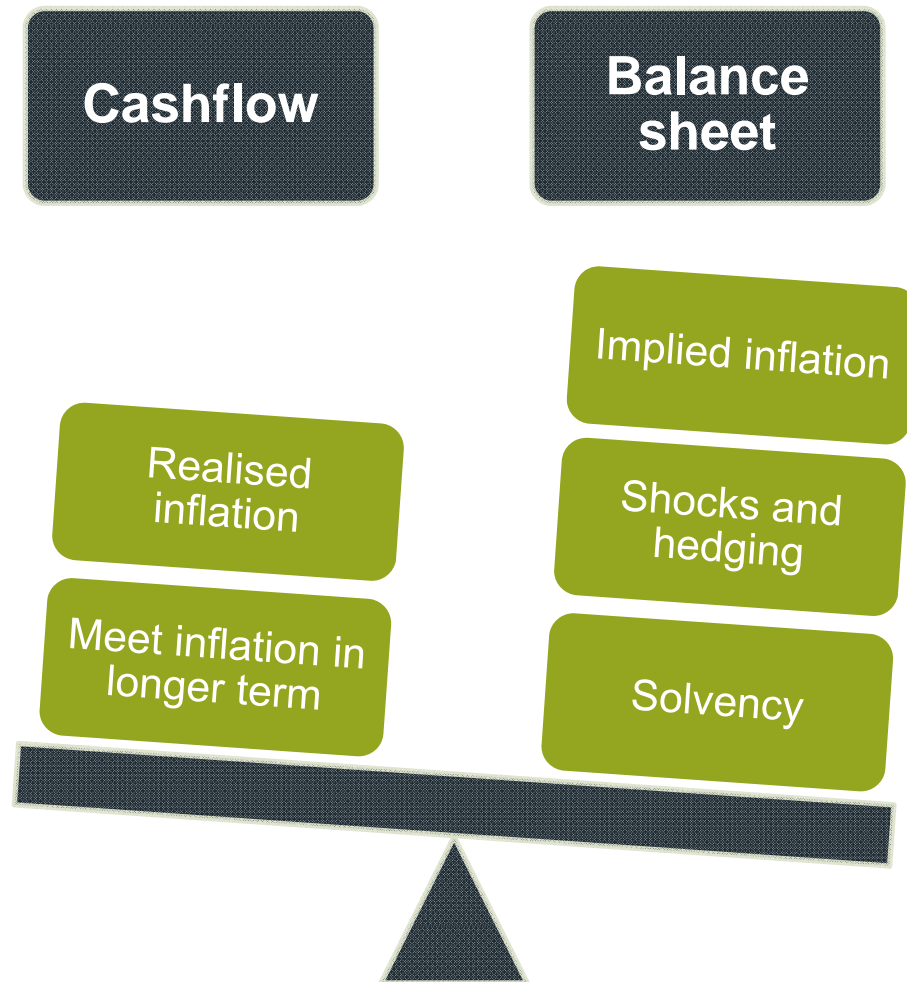 Cashflow
Balance
sheet
Implied inflation
Realised
inflation
Shocks and
hedging
Meet inflation in
longer term
Solvency